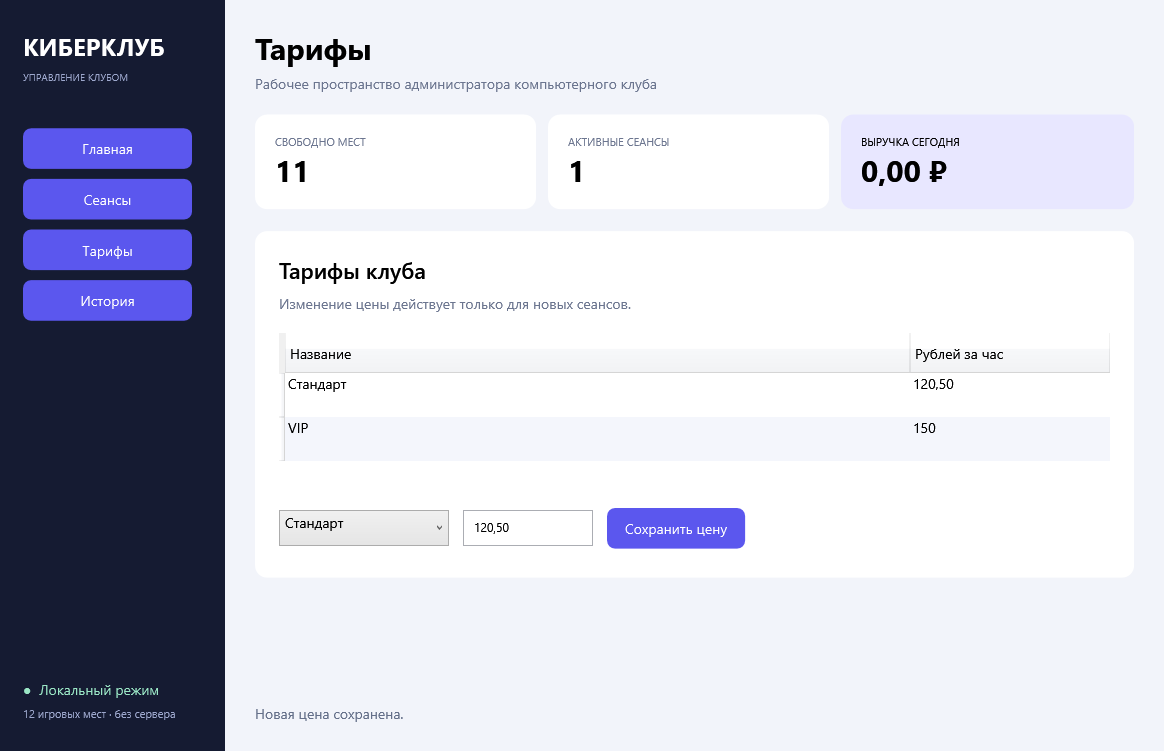 КИБЕРКЛУБ
УПРАВЛЕНИЕ КЛУБОМ
Главная
Сеансы
Тарифы
История
● Локальный режим
12 игровых мест · без сервера
Тарифы
Рабочее пространство администратора компьютерного клуба
СВОБОДНО МЕСТ
11
АКТИВНЫЕ СЕАНСЫ
1
ВЫРУЧКА СЕГОДНЯ
0,00 ₽
Тарифы клуба
Изменение цены действует только для новых сеансов.
Название Рублей за час
Стандарт 120,50
VIP 150
Стандарт 120,50 Сохранить цену
Новая цена сохранена.